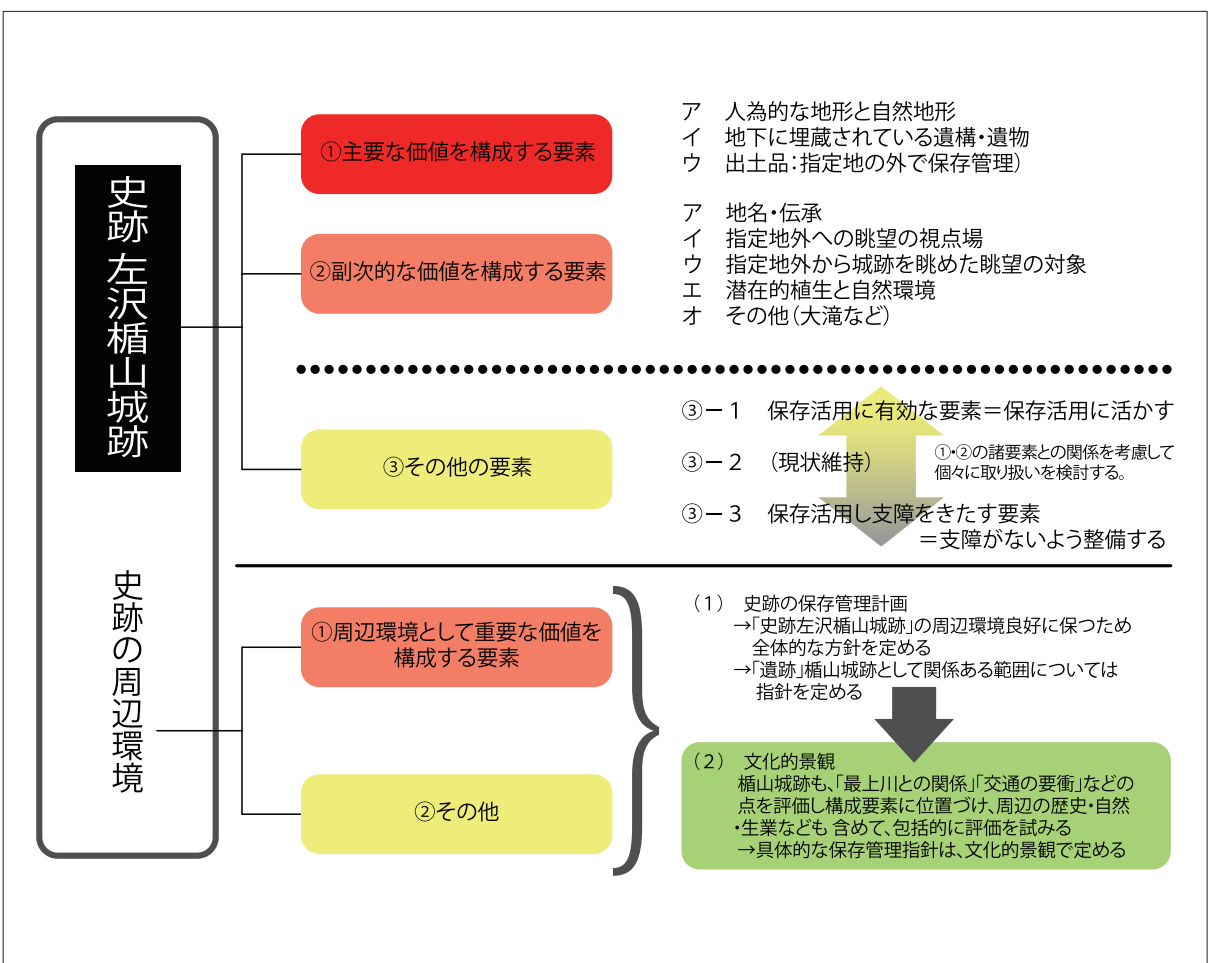 史跡 左沢楯山城跡
①主要な価値を構成する要素
ア 人為的な地形と自然地形
イ 地下に埋蔵されている遺構・遺物
ウ 出土品：指定地の外で保存管理）
②副次的な価値を構成する要素
ア 地名・伝承
イ 指定地外への眺望の視点場
ウ 指定地外から城跡を眺めた眺望の対象
エ 潜在的植生と自然環境
オ その他（大滝など）
③その他の要素
③－１ 保存活用に有効な要素＝保存活用に活かす
③－２ （現状維持）
①・②の諸要素との関係を考慮して
個々に取り扱いを検討する。
③－３ 保存活用し支障をきたす要素
＝支障がないよう整備する
史跡の周辺環境
①周辺環境として重要な価値を
構成する要素
②その他
（１） 史跡の保存管理計画
→「史跡左沢楯山城跡」の周辺環境良好に保つため
全体的な方針を定める
→「遺跡」楯山城跡として関係ある範囲については
指針を定める
（２） 文化的景観
楯山城跡も、「最上川との関係」「交通の要衝」などの
点を評価し構成要素に位置づけ、周辺の歴史・自然
・生業なども 含めて、包括的に評価を試みる
→具体的な保存管理指針は、文化的景観で定める